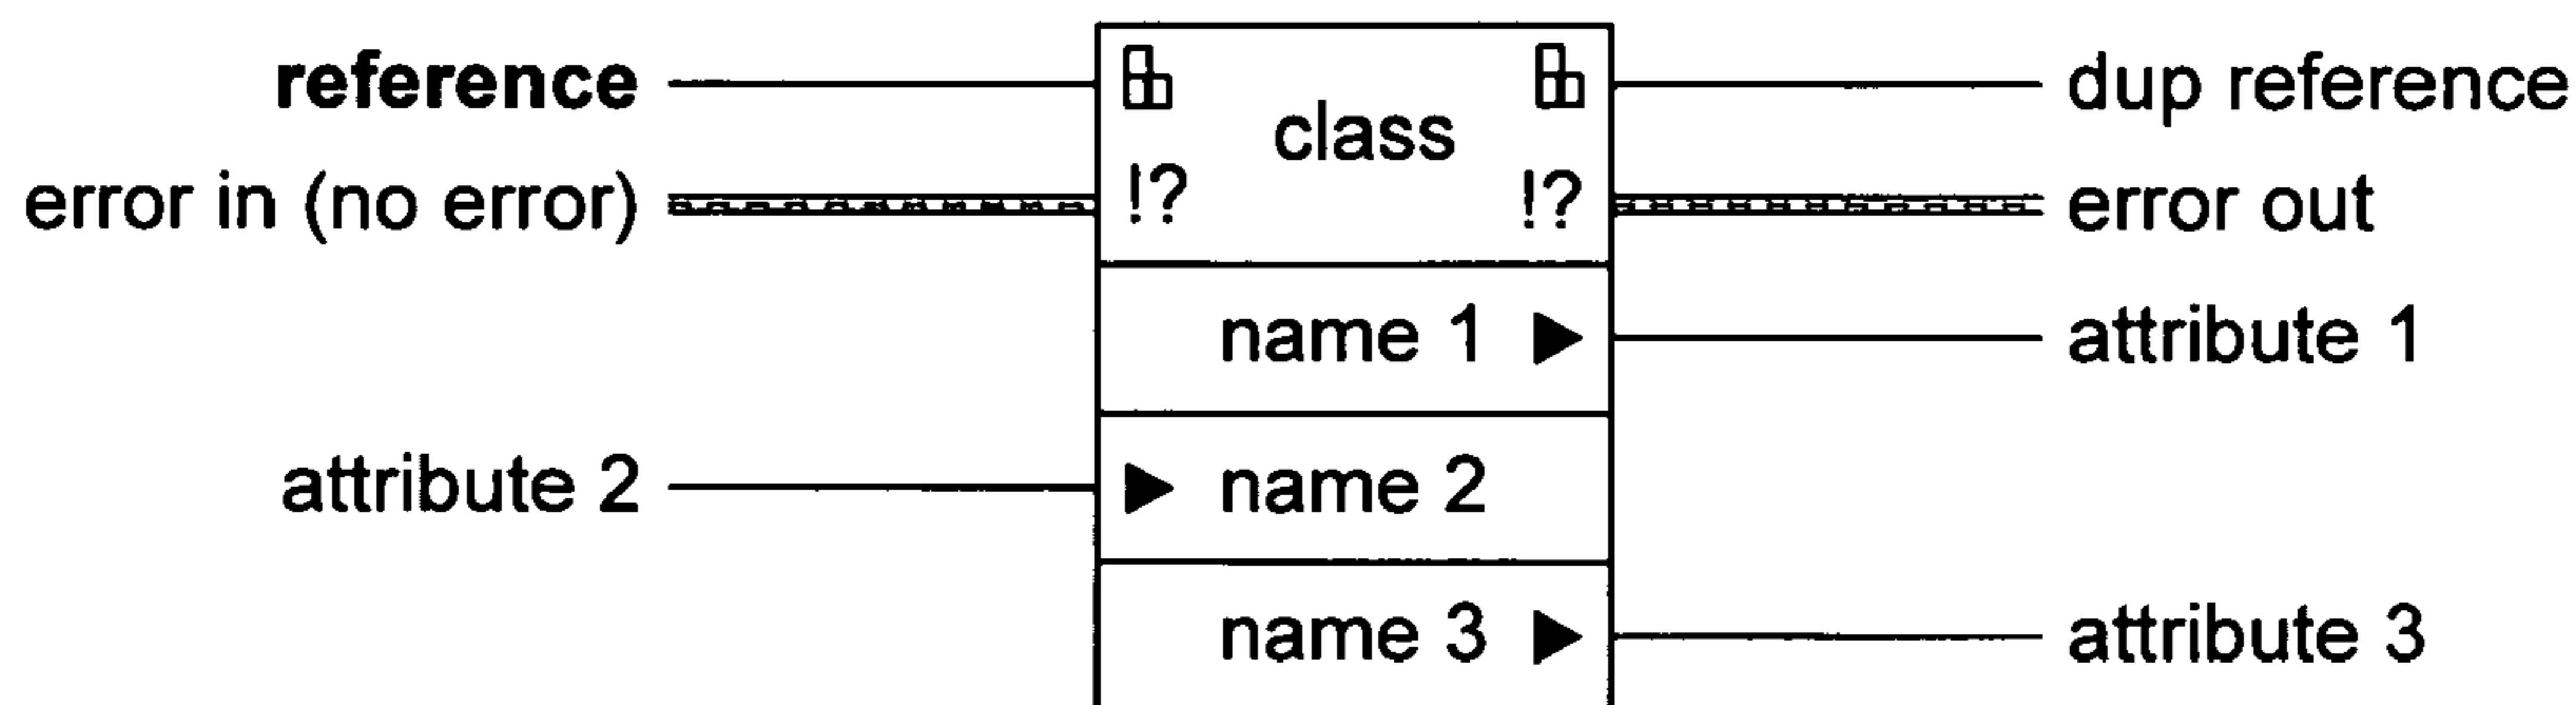 reference class dup reference
error in (no error) !? !? error out
name 1 attribute 1
attribute 2 name 2
name 3 attribute 3